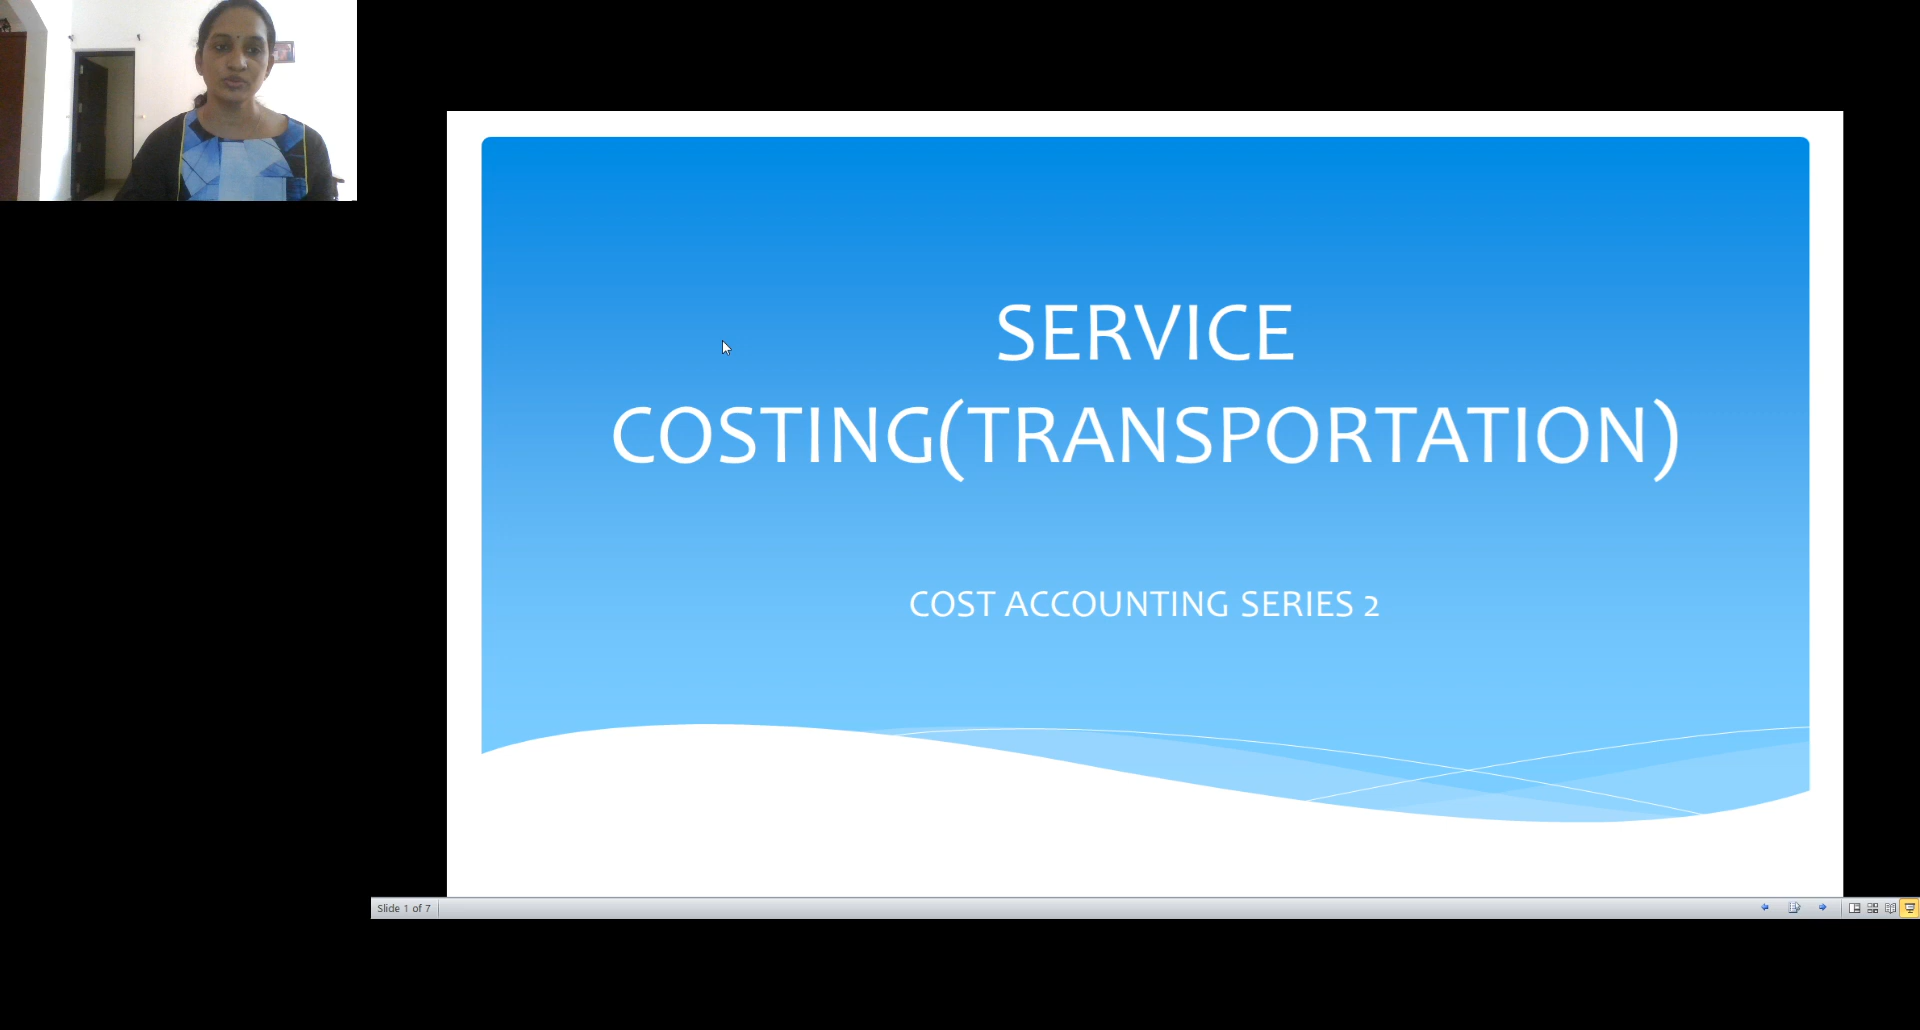 SERVICE
COSTING(TRANSPORTATION)
COST ACCOUNTING SERIES 2
Slide 1 of 7